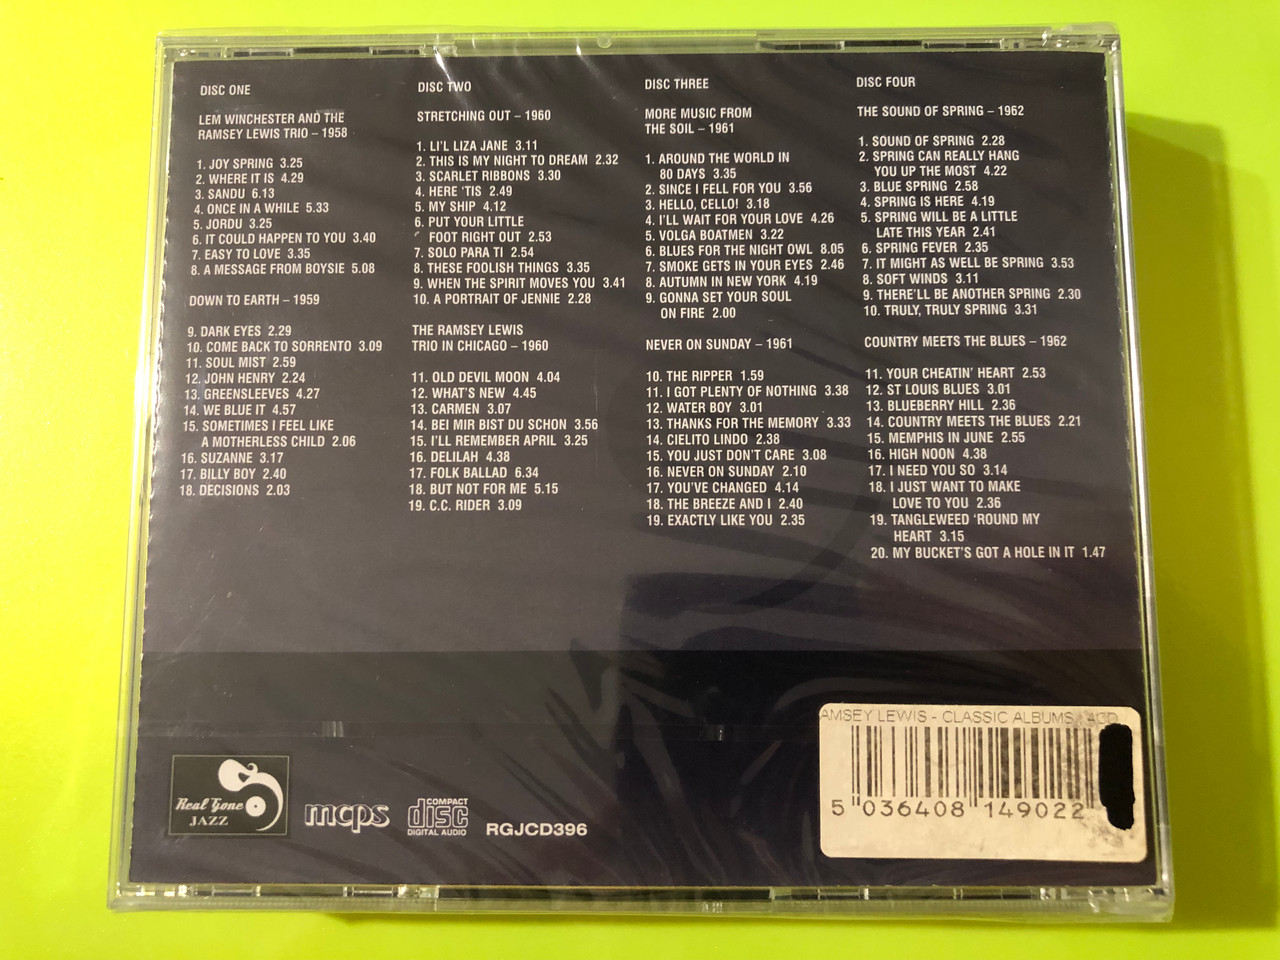 DISC ONE
LEM WINCHESTER AND THE
RAMSEY LEWIS TRIO – 1958
1. JOY SPRING 3.25
2. WHERE IT IS 4.29
3. SANDU 6.13
4. ONCE IN A WHILE 5.33
5. JORDU 3.25
6. IT COULD HAPPEN TO YOU 3.40
7. EASY TO LOVE 3.35
8. A MESSAGE FROM BOYSIE 5.08
DOWN TO EARTH – 1959
9. DARK EYES 2.29
10. COME BACK TO SORRENTO 3.09
11. SOUL MIST 2.59
12. JOHN HENRY 2.24
13. GREENSLEEVES 4.27
14. WE BLUE IT 4.57
15. SOMETIMES I FEEL LIKE
A MOTHERLESS CHILD 2.06
16. SUZANNE 3.17
17. BILLY BOY 2.40
18. DECISIONS 2.03
DISC TWO
STRETCHING OUT – 1960
1. LI'L LIZA JANE 3.11
2. THIS IS MY NIGHT TO DREAM 2.32
3. SCARLET RIBBONS 3.30
4. HERE 'TIS 2.49
5. MY SHIP 4.12
6. PUT YOUR LITTLE
FOOT RIGHT OUT 2.53
7. SOLO PARA TI 2.54
8. THESE FOOLISH THINGS 3.35
9. WHEN THE SPIRIT MOVES YOU 3.41
10. A PORTRAIT OF JENNIE 2.28
THE RAMSEY LEWIS
TRIO IN CHICAGO – 1960
11. OLD DEVIL MOON 4.04
12. WHAT'S NEW 4.45
13. CARMEN 3.07
14. BEI MIR BIST DU SCHON 3.56
15. I'LL REMEMBER APRIL 3.25
16. DELILAH 4.38
17. FOLK BALLAD 6.34
18. BUT NOT FOR ME 5.15
19. C.C. RIDER 3.09
DISC THREE
MORE MUSIC FROM
THE SOIL – 1961
1. AROUND THE WORLD IN
80 DAYS 3.35
2. SINCE I FELL FOR YOU 3.56
3. HELLO, CELLO! 3.18
4. I'LL WAIT FOR YOUR LOVE 4.26
5. VOLGA BOATMEN 3.22
6. BLUES FOR THE NIGHT OWL 8.05
7. SMOKE GETS IN YOUR EYES 2.46
8. AUTUMN IN NEW YORK 4.19
9. GONNA SET YOUR SOUL
ON FIRE 2.00
NEVER ON SUNDAY – 1961
10. THE RIPPER 1.59
11. I GOT PLENTY OF NOTHING 3.38
12. WATER BOY 3.01
13. THANKS FOR THE MEMORY 3.33
14. CIELITO LINDO 2.38
15. YOU JUST DON'T CARE 3.08
16. NEVER ON SUNDAY 2.10
17. YOU'VE CHANGED 4.14
18. THE BREEZE AND I 2.40
19. EXACTLY LIKE YOU 2.35
DISC FOUR
THE SOUND OF SPRING – 1962
1. SOUND OF SPRING 2.28
2. SPRING CAN REALLY HANG
YOU UP THE MOST 4.22
3. BLUE SPRING 2.58
4. SPRING IS HERE 4.19
5. SPRING WILL BE A LITTLE
LATE THIS YEAR 2.41
6. SPRING FEVER 2.35
7. IT MIGHT AS WELL BE SPRING 3.53
8. SOFT WINDS 3.11
9. THERE'LL BE ANOTHER SPRING 2.30
10. TRULY, TRULY SPRING 3.31
COUNTRY MEETS THE BLUES – 1962
11. YOUR CHEATIN' HEART 2.53
12. ST LOUIS BLUES 3.01
13. BLUEBERRY HILL 2.36
14. COUNTRY MEETS THE BLUES 2.21
15. MEMPHIS IN JUNE 2.55
16. HIGH NOON 4.38
17. I NEED YOU SO 3.14
18. I JUST WANT TO MAKE
LOVE TO YOU 2.36
19. TANGLEWEED 'ROUND MY
HEART 3.15
20. MY BUCKET'S GOT A HOLE IN IT 1.47
Real Gone
JAZZ
mcps
COMPACT
disc
DIGITAL AUDIO
RGJCD396
AMSEY LEWIS - CLASSIC ALBUMS 4CD
5 036408 149022